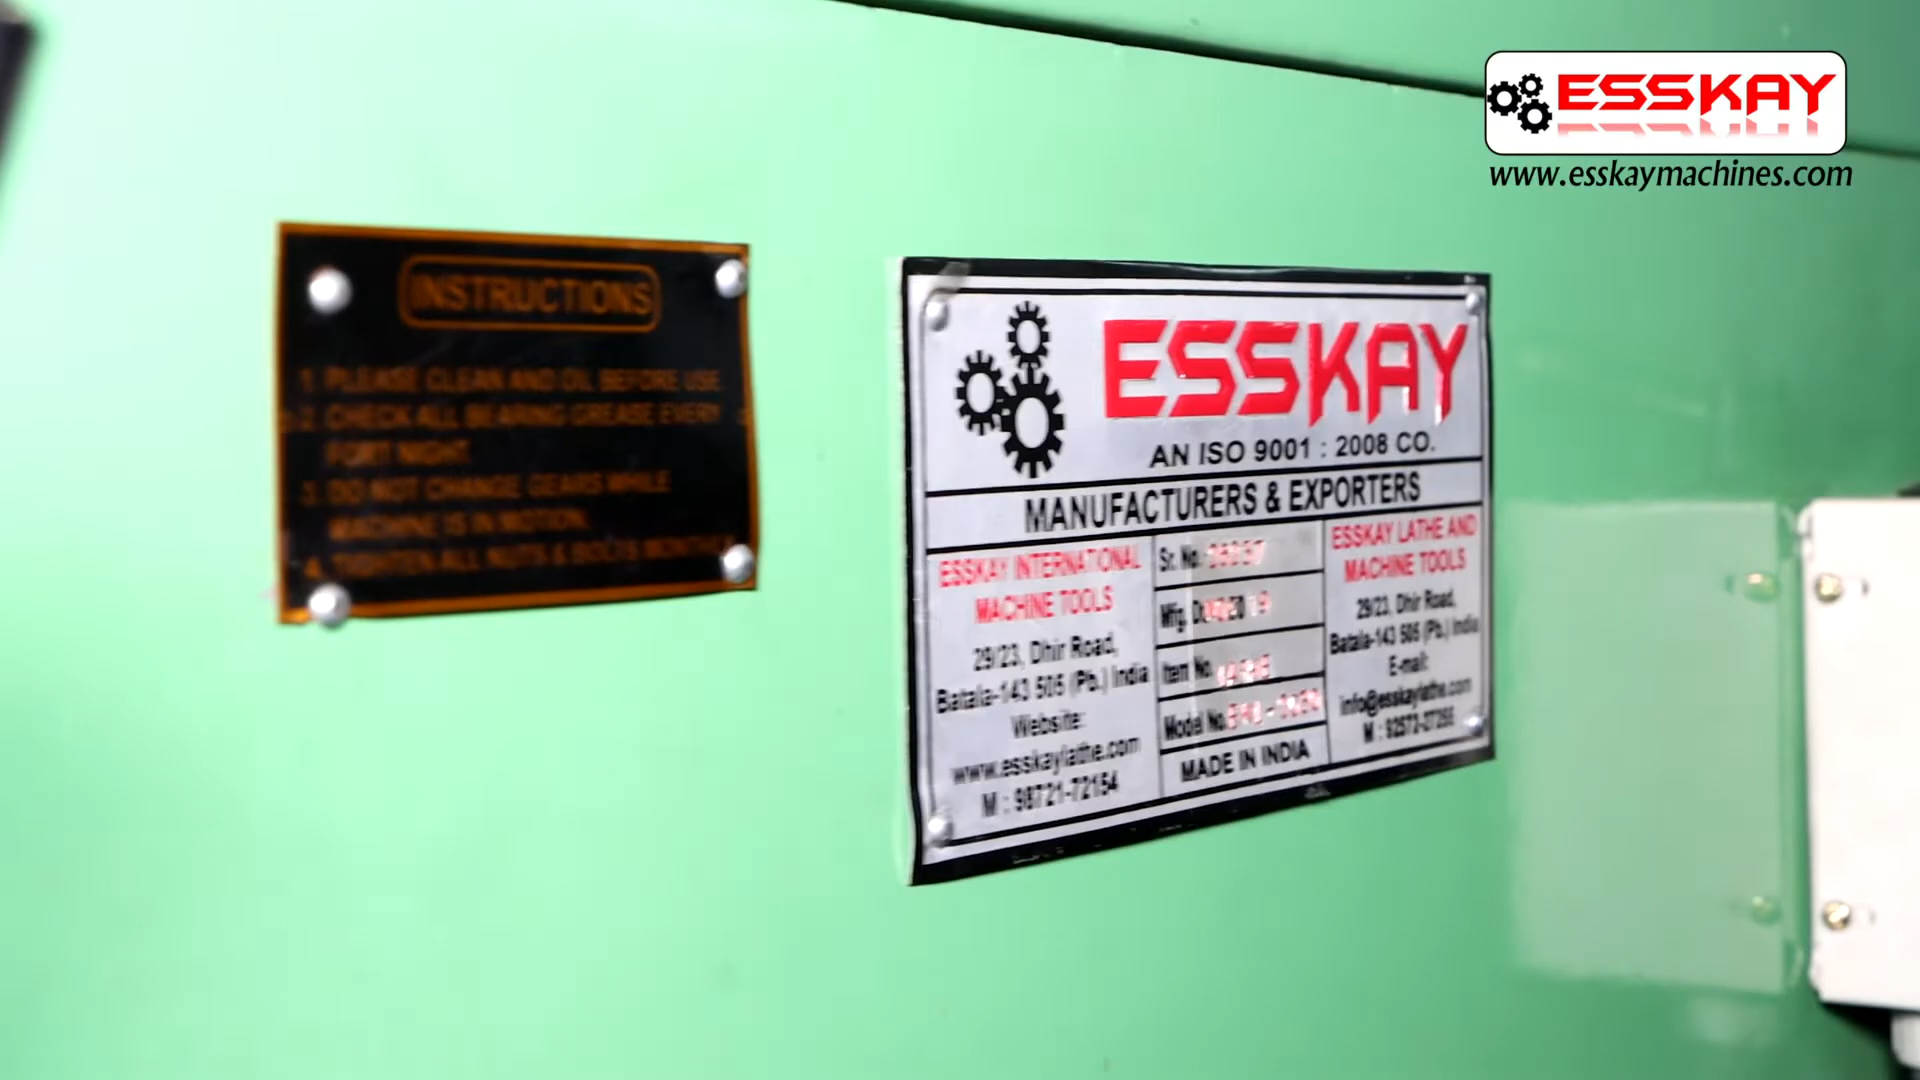 ESSKAY
www.esskaymachines.com
INSTRUCTIONS
1. PLEASE CLEAN AND OIL BEFORE USE
2. CHECK ALL BEARING GREASE EVERY
FORT NIGHT.
3. DO NOT CHANGE GEARS WHILE
MACHINE IS IN MOTION.
4. TIGHTEN ALL NUTS & BOLTS MONTHLY
ESSKAY
AN ISO 9001 : 2008 CO.
MANUFACTURERS & EXPORTERS
ESSKAY INTERNATIONAL
MACHINE TOOLS
29/23, Dhir Road,
Batala-143 505 (Pb.) India
Website:
www.esskaylathe.com
M : 98721-72154
Sr. No.
Mfg.
Item No.
Model No.
MADE IN INDIA
ESSKAY LATHE AND
MACHINE TOOLS
29/23, Dhir Road,
Batala-143 505 (Pb.) India
E-mail:
info@esskaylathe.com
M :